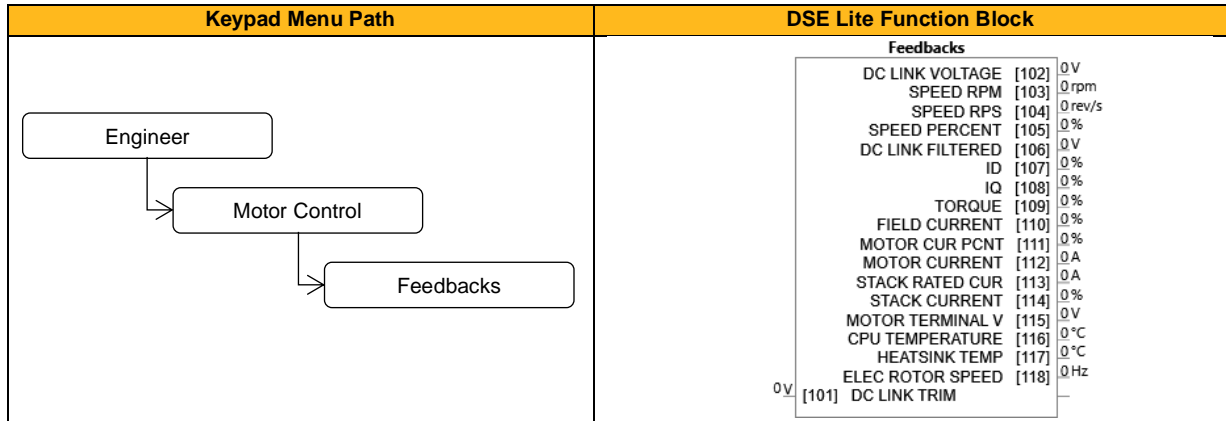 Keypad Menu Path
DSE Lite Function Block
Engineer
Motor Control
Feedbacks
Feedbacks
DC LINK VOLTAGE [102] 0 V
SPEED RPM [103] 0 rpm
SPEED RPS [104] 0 rev/s
SPEED PERCENT [105] 0 %
DC LINK FILTERED [106] 0 V
ID [107] 0 %
IQ [108] 0 %
TORQUE [109] 0 %
FIELD CURRENT [110] 0 %
MOTOR CUR PCNT [111] 0 %
MOTOR CURRENT [112] 0 A
STACK RATED CUR [113] 0 A
STACK CURRENT [114] 0 %
MOTOR TERMINAL V [115] 0 V
CPU TEMPERATURE [116] 0 °C
HEATSINK TEMP [117] 0 °C
ELEC ROTOR SPEED [118] 0 Hz
0 V [101] DC LINK TRIM